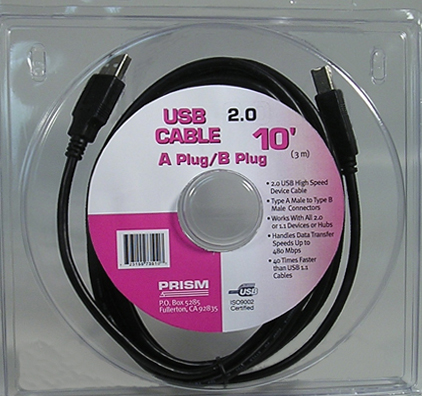 USB 2.0
CABLE
10'
(3 m)
A Plug/B Plug
• 2.0 USB High Speed
Device Cable
• Type A Male to Type B
Male Connectors
• Works With All 2.0
or 1.1 Devices or Hubs
• Handles Data Transfer
Speeds Up to
480 Mbps
• 40 Times Faster
than USB 1.1
Cables
PRISM
P.O. Box 5285
Fullerton, CA 92835
USB
ISO9002
Certified